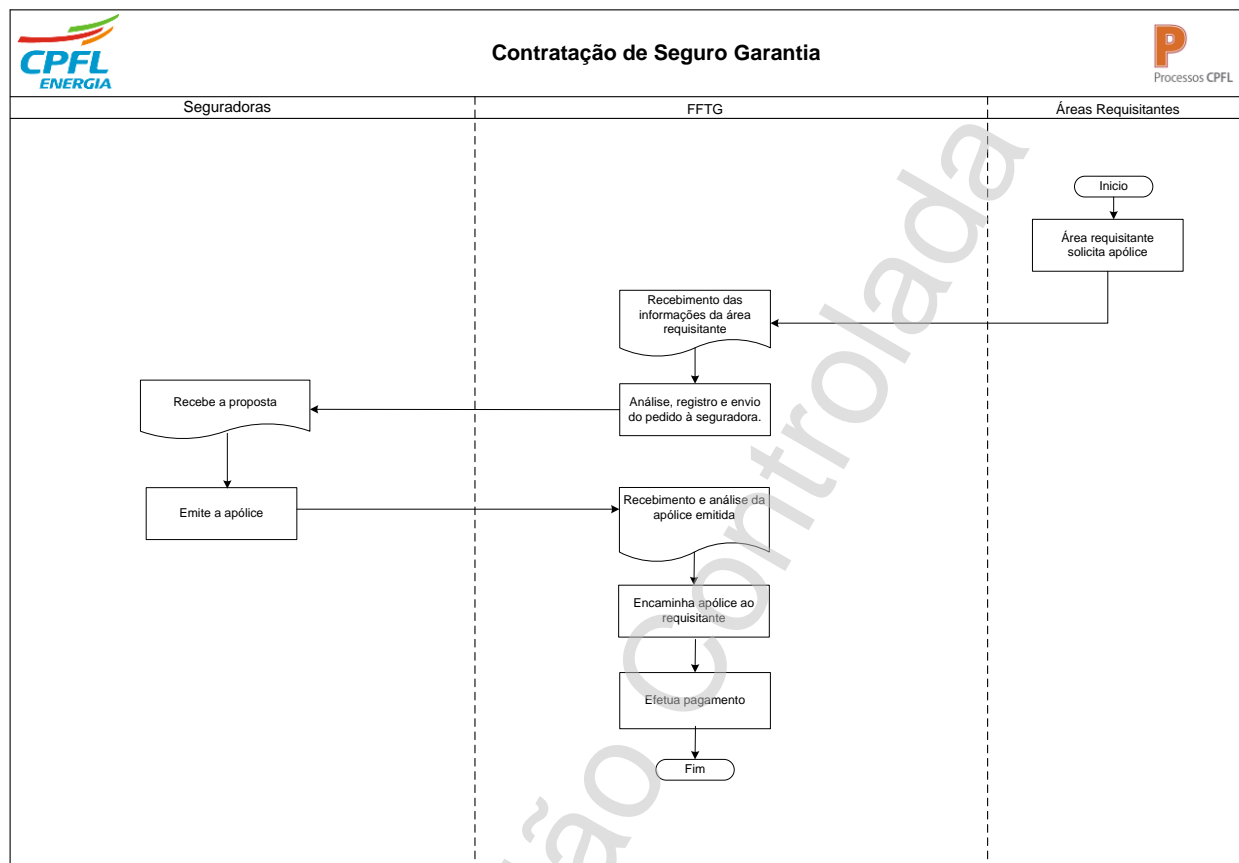 CPFL
ENERGIA
Contratação de Seguro Garantia
P
Processos CPFL
Seguradoras
FFTG
Áreas Requisitantes
Inicio
Área requisitante
solicita apólice
Recebimento das
informações da área
requisitante
Análise, registro e envio
do pedido à seguradora.
Recebe a proposta
Emite a apólice
Recebimento e análise da
apólice emitida
Encaminha apólice ao
requisitante
Efetua pagamento
Fim
ão Controlada